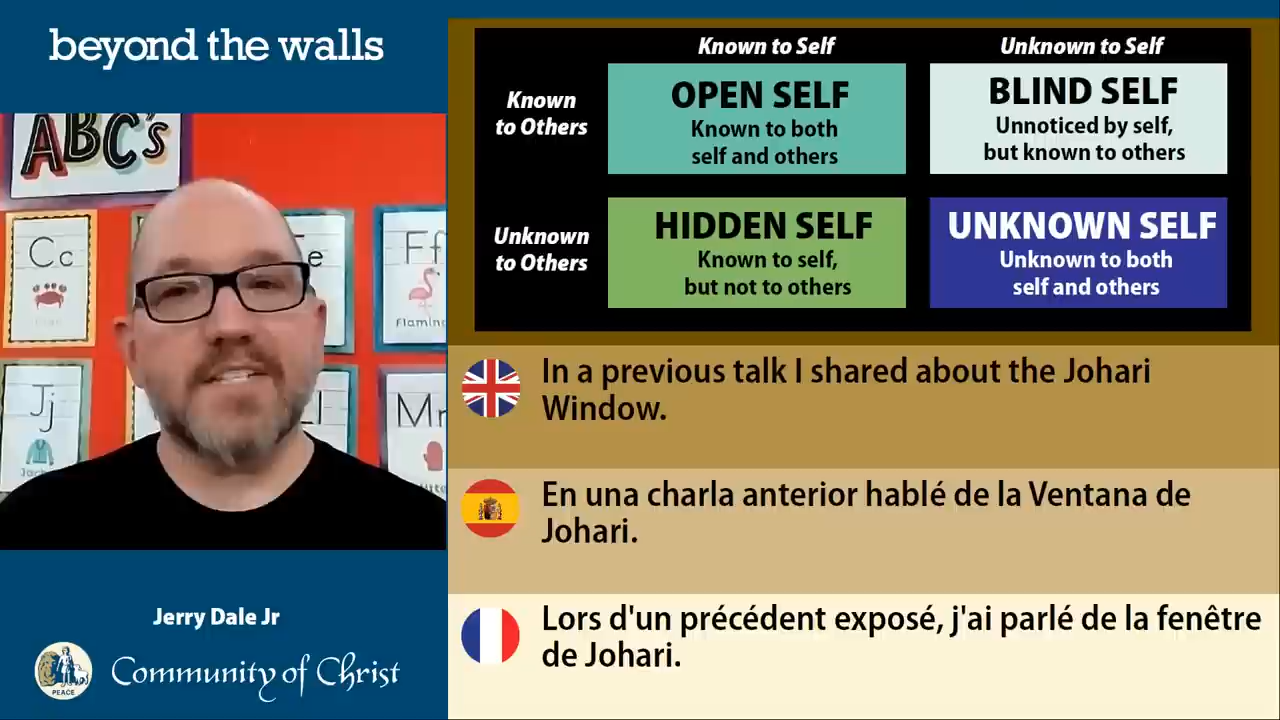 beyond the walls
ABC's
Cc
e
Ff
Flaming
Jj
l
Mm
Jerry Dale Jr
PEACE
Community of Christ
Known to Self
Unknown to Self
Known
to Others
OPEN SELF
Known to both
self and others
BLIND SELF
Unnoticed by self,
but known to others
Unknown
to Others
HIDDEN SELF
Known to self,
but not to others
UNKNOWN SELF
Unknown to both
self and others
In a previous talk I shared about the Johari
Window.
En una charla anterior hablé de la Ventana de
Johari.
Lors d'un précédent exposé, j'ai parlé de la fenêtre
de Johari.